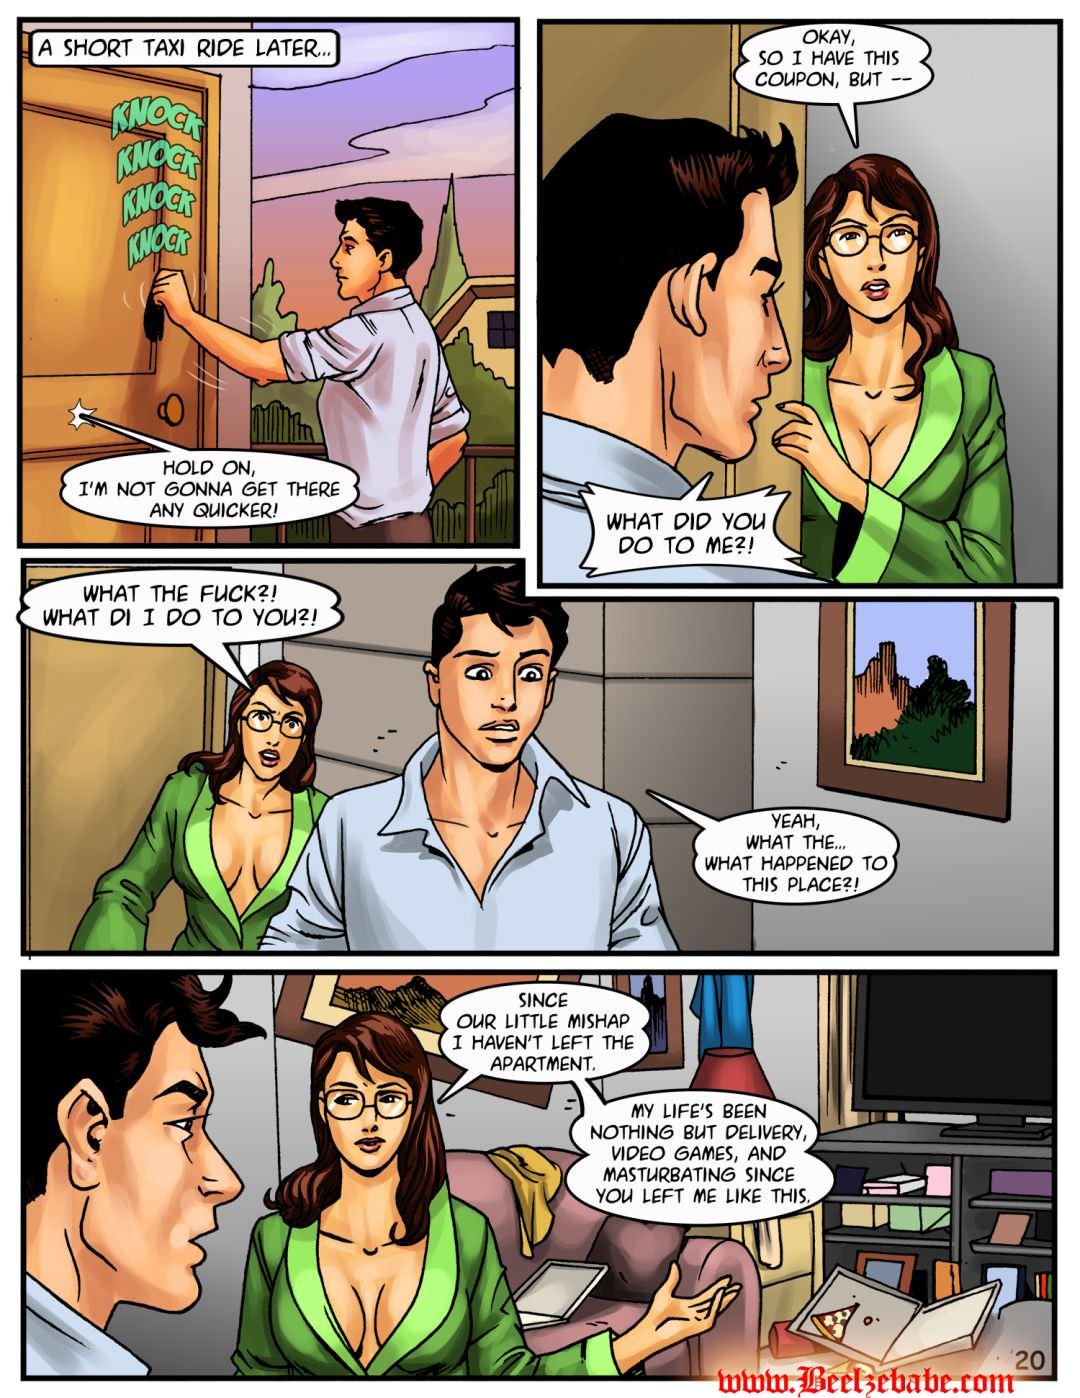 A SHORT TAXI RIDE LATER...
KNOCK
KNOCK
KNOCK
KNOCK
HOLD ON,
I'M NOT GONNA GET THERE
ANY QUICKER!
OKAY,
SO I HAVE THIS
COUPON, BUT --
WHAT DID YOU
DO TO ME?!
WHAT THE FUCK?!
WHAT DI I DO TO YOU?!
YEAH,
WHAT THE...
WHAT HAPPENED TO
THIS PLACE?!
SINCE
OUR LITTLE MISHAP
I HAVEN'T LEFT THE
APARTMENT.
MY LIFE'S BEEN
NOTHING BUT DELIVERY,
VIDEO GAMES, AND
MASTURBATING SINCE
YOU LEFT ME LIKE THIS.
20
www.Beelzebabe.com